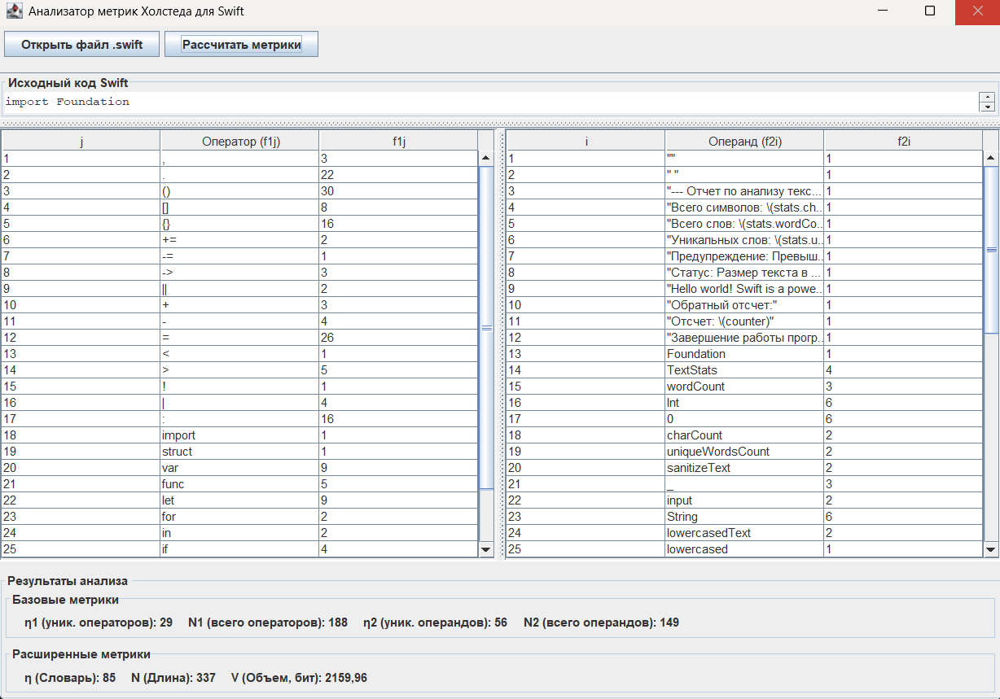 Анализатор метрик Холстеда для Swift
Открыть файл .swift Рассчитать метрики
Исходный код Swift
import Foundation
j Оператор (f1j) f1j
1 , 3
2 . 22
3 () 30
4 [] 8
5 {} 16
6 += 2
7 -= 1
8 -> 3
9 || 2
10 + 3
11 - 4
12 = 26
13 < 1
14 > 5
15 ! 1
16 | 4
17 : 16
18 import 1
19 struct 1
20 var 9
21 func 5
22 let 9
23 for 2
24 in 2
25 if 4
i Операнд (f2i) f2i
1 "" 1
2 " " 1
3 "--- Отчет по анализу текс... 1
4 "Всего символов: \(stats.ch... 1
5 "Всего слов: \(stats.wordCo... 1
6 "Уникальных слов: \(stats.u... 1
7 "Предупреждение: Превыш... 1
8 "Статус: Размер текста в ... 1
9 "Hello world! Swift is a powe... 1
10 "Обратный отсчет:" 1
11 "Отсчет: \(counter)" 1
12 "Завершение работы прогр... 1
13 Foundation 1
14 TextStats 4
15 wordCount 3
16 Int 6
17 0 6
18 charCount 2
19 uniqueWordsCount 2
20 sanitizeText 2
21 _ 3
22 input 2
23 String 6
24 lowercasedText 2
25 lowercased 1
Результаты анализа
Базовые метрики
η1 (уник. операторов): 29 N1 (всего операторов): 188 η2 (уник. операндов): 56 N2 (всего операндов): 149
Расширенные метрики
η (Словарь): 85 N (Длина): 337 V (Объем, бит): 2159,96